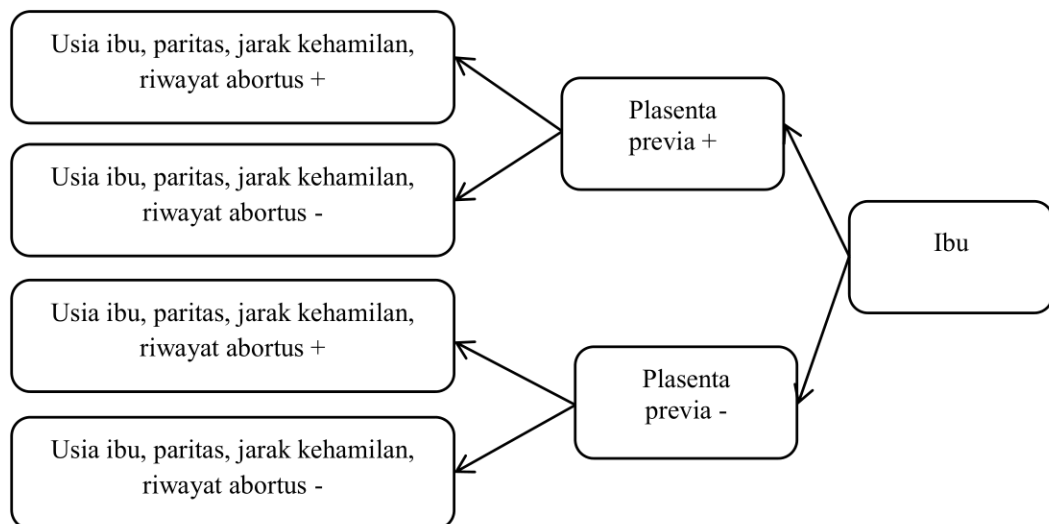 Usia ibu, paritas, jarak kehamilan,
riwayat abortus +
Usia ibu, paritas, jarak kehamilan,
riwayat abortus -
Usia ibu, paritas, jarak kehamilan,
riwayat abortus +
Usia ibu, paritas, jarak kehamilan,
riwayat abortus -
Plasenta
previa +
Plasenta
previa -
Ibu